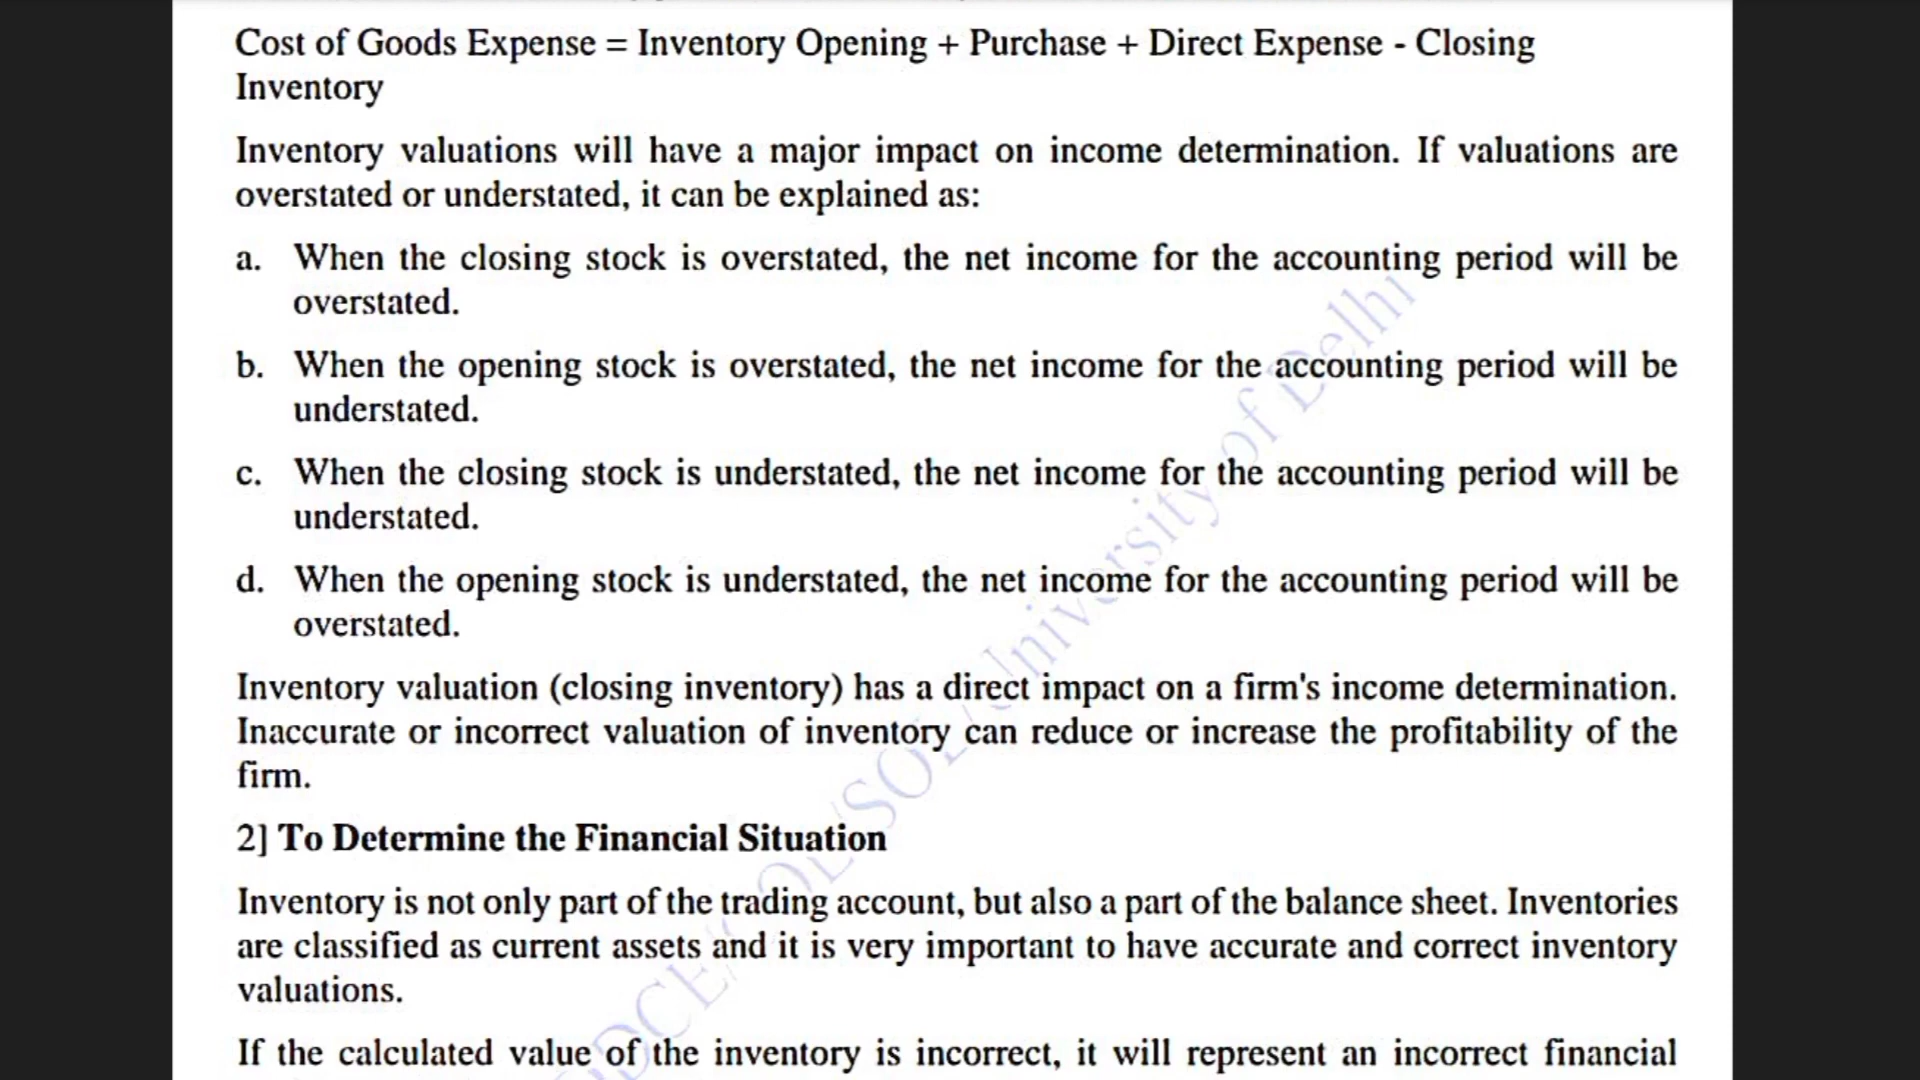 Cost of Goods Expense = Inventory Opening + Purchase + Direct Expense - Closing
Inventory
Inventory valuations will have a major impact on income determination. If valuations are
overstated or understated, it can be explained as:
a. When the closing stock is overstated, the net income for the accounting period will be
overstated.
b. When the opening stock is overstated, the net income for the accounting period will be
understated.
c. When the closing stock is understated, the net income for the accounting period will be
understated.
d. When the opening stock is understated, the net income for the accounting period will be
overstated.
Inventory valuation (closing inventory) has a direct impact on a firm's income determination.
Inaccurate or incorrect valuation of inventory can reduce or increase the profitability of the
firm.
2] To Determine the Financial Situation
Inventory is not only part of the trading account, but also a part of the balance sheet. Inventories
are classified as current assets and it is very important to have accurate and correct inventory
valuations.
If the calculated value of the inventory is incorrect, it will represent an incorrect financial
University of Delhi